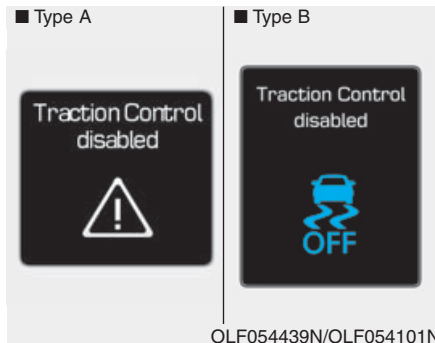 ■ Type A
■ Type B
Traction Control
disabled
Traction Control
disabled
OFF
OLF054439N/OLF054101N